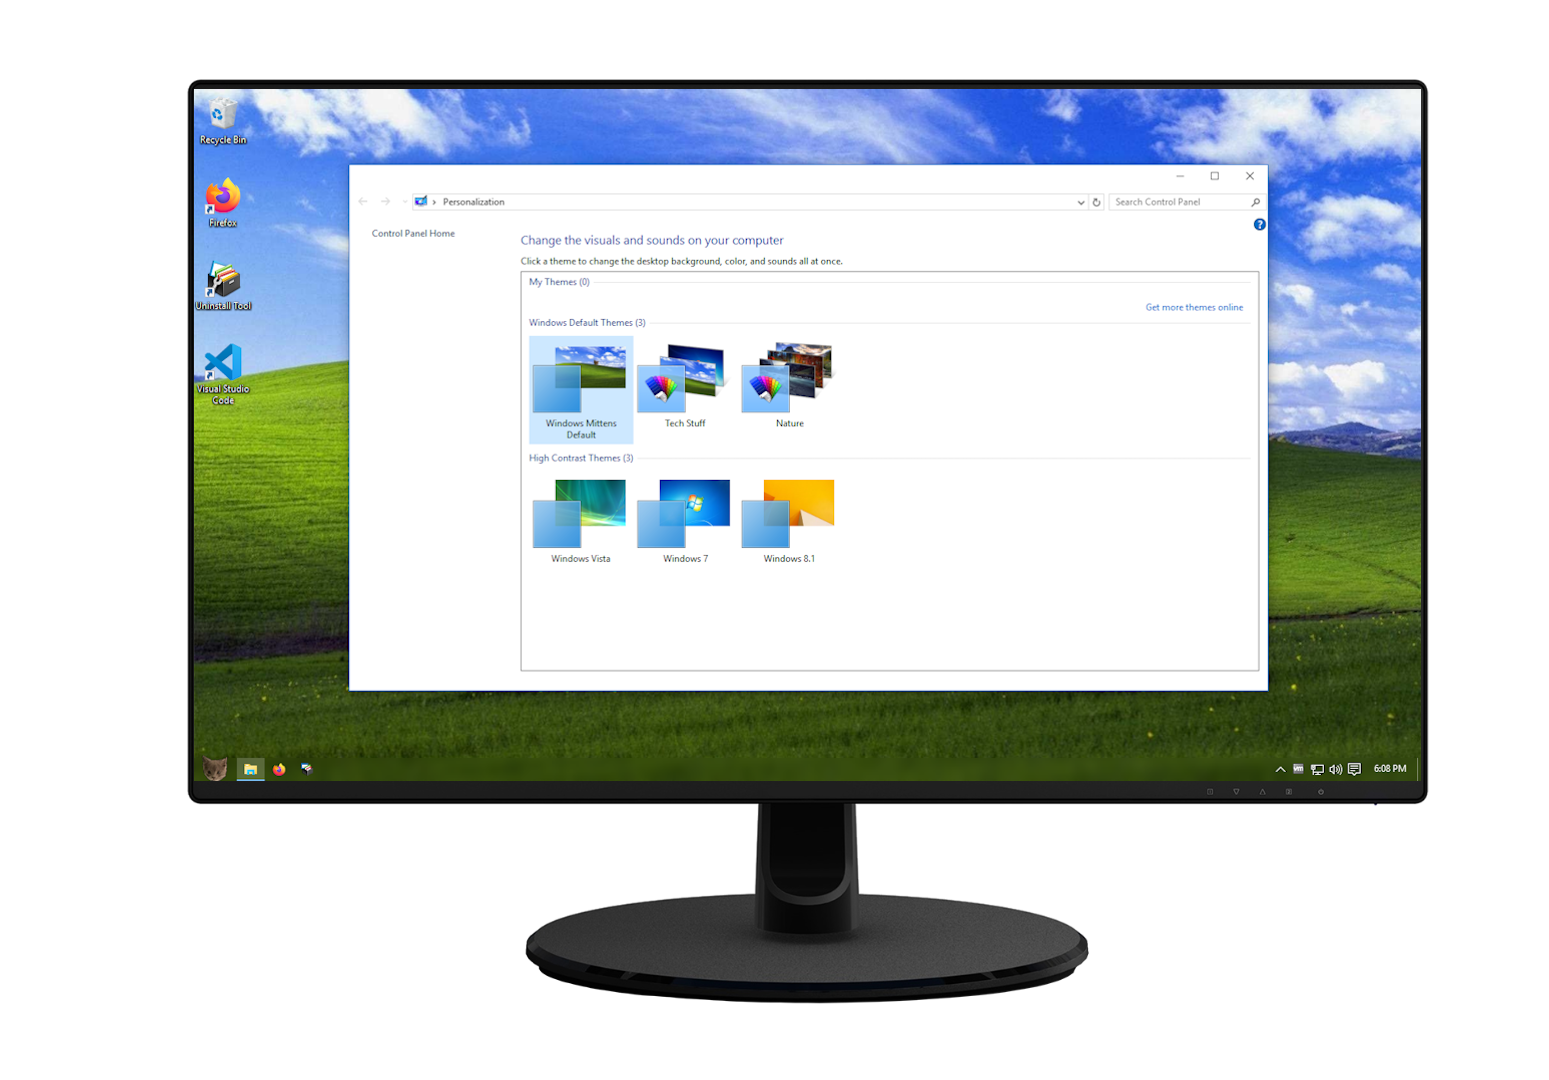 Recycle Bin
Firefox
Uninstall Tool
Visual Studio
Code
Personalization
Search Control Panel
Control Panel Home
Change the visuals and sounds on your computer
Click a theme to change the desktop background, color, and sounds all at once.
My Themes (0)
Get more themes online
Windows Default Themes (3)
Windows Mittens
Default
Tech Stuff
Nature
High Contrast Themes (3)
Windows Vista
Windows 7
Windows 8.1
vm
6:08 PM